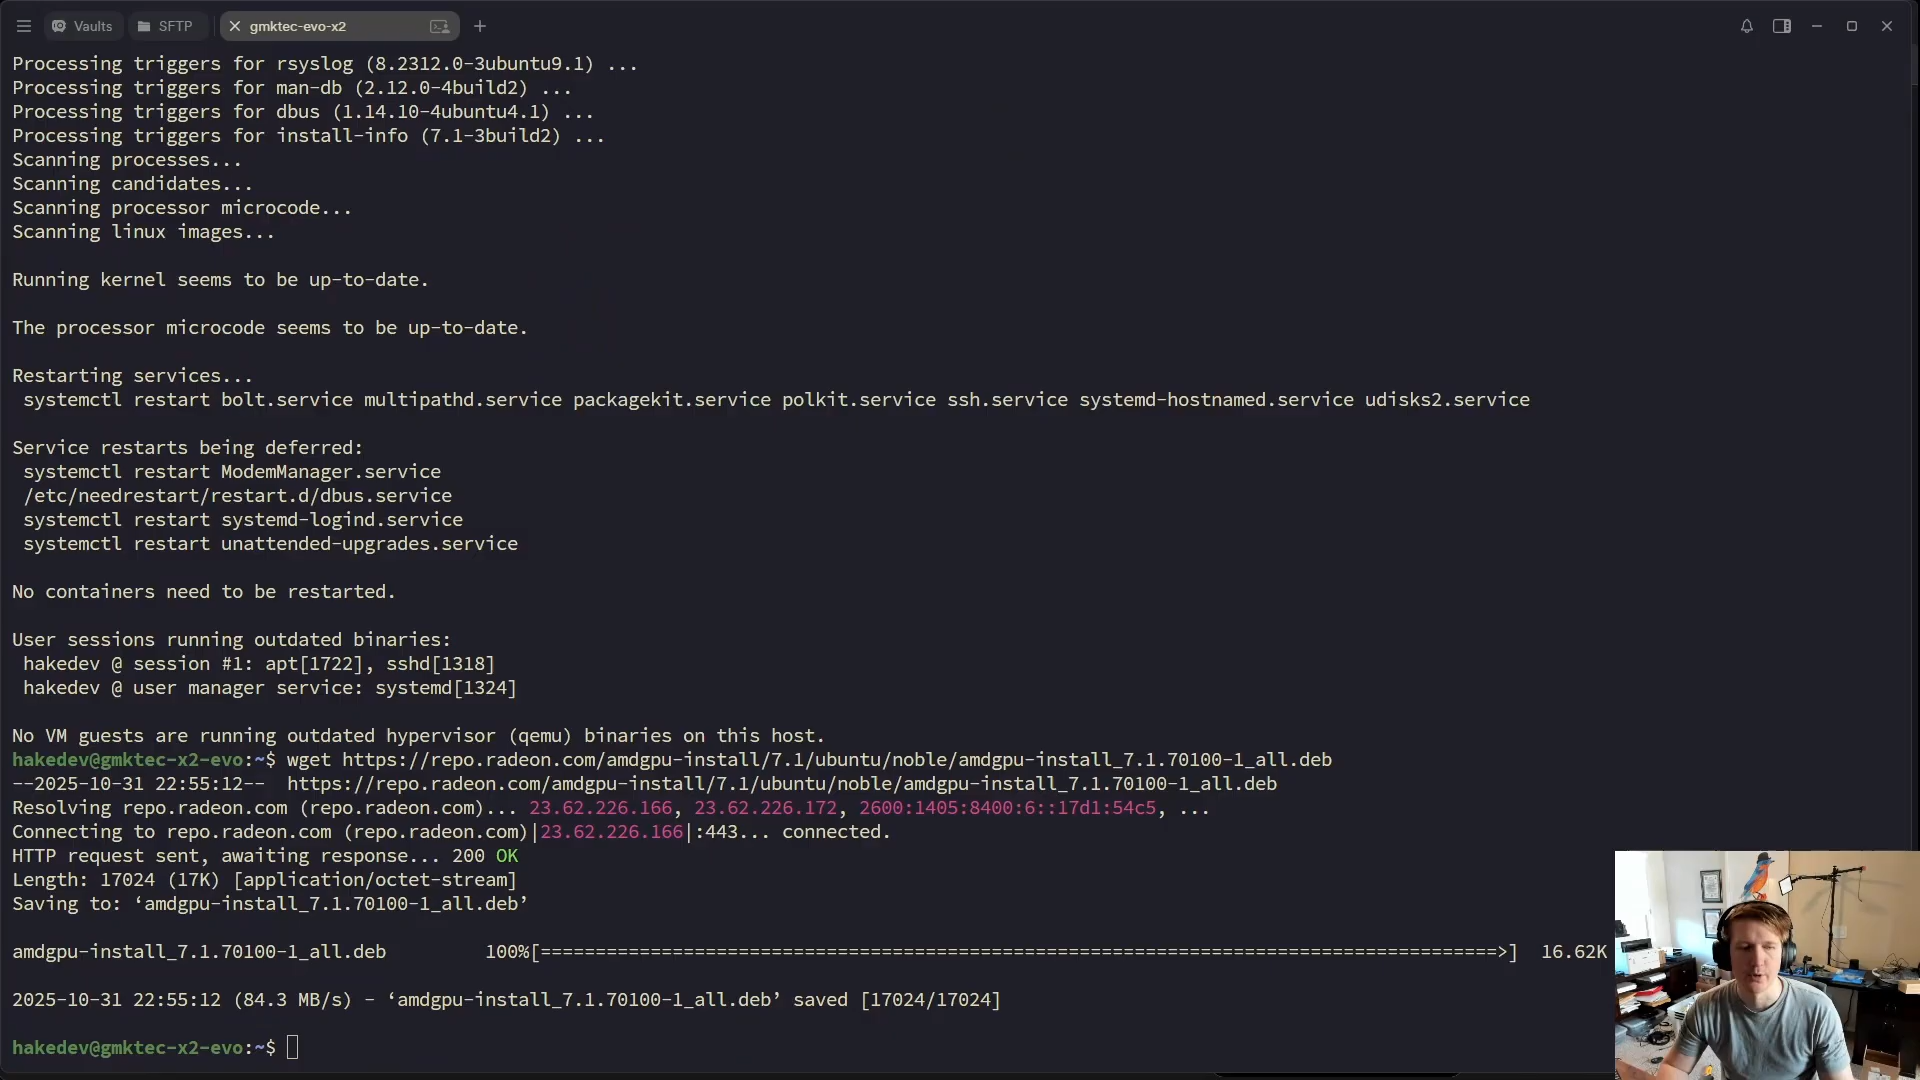 Vaults
SFTP
gmktec-evo-x2
Processing triggers for rsyslog (8.2312.0-3ubuntu9.1) ...
Processing triggers for man-db (2.12.0-4build2) ...
Processing triggers for dbus (1.14.10-4ubuntu4.1) ...
Processing triggers for install-info (7.1-3build2) ...
Scanning processes...
Scanning candidates...
Scanning processor microcode...
Scanning linux images...
Running kernel seems to be up-to-date.
The processor microcode seems to be up-to-date.
Restarting services...
systemctl restart bolt.service multipathd.service packagekit.service polkit.service ssh.service systemd-hostnamed.service udisks2.service
Service restarts being deferred:
systemctl restart ModemManager.service
/etc/needrestart/restart.d/dbus.service
systemctl restart systemd-logind.service
systemctl restart unattended-upgrades.service
No containers need to be restarted.
User sessions running outdated binaries:
hakedev @ session #1: apt[1722], sshd[1318]
hakedev @ user manager service: systemd[1324]
No VM guests are running outdated hypervisor (qemu) binaries on this host.
hakedev@gmktec-x2-evo:~$ wget https://repo.radeon.com/amdgpu-install/7.1/ubuntu/noble/amdgpu-install_7.1.70100-1_all.deb
--2025-10-31 22:55:12--  https://repo.radeon.com/amdgpu-install/7.1/ubuntu/noble/amdgpu-install_7.1.70100-1_all.deb
Resolving repo.radeon.com (repo.radeon.com)... 23.62.226.166, 23.62.226.172, 2600:1405:8400:6::17d1:54c5, ...
Connecting to repo.radeon.com (repo.radeon.com)|23.62.226.166|:443... connected.
HTTP request sent, awaiting response... 200 OK
Length: 17024 (17K) [application/octet-stream]
Saving to: ‘amdgpu-install_7.1.70100-1_all.deb’
amdgpu-install_7.1.70100-1_all.deb 100%[=======================================================================================>] 16.62K
2025-10-31 22:55:12 (84.3 MB/s) - ‘amdgpu-install_7.1.70100-1_all.deb’ saved [17024/17024]
hakedev@gmktec-x2-evo:~$